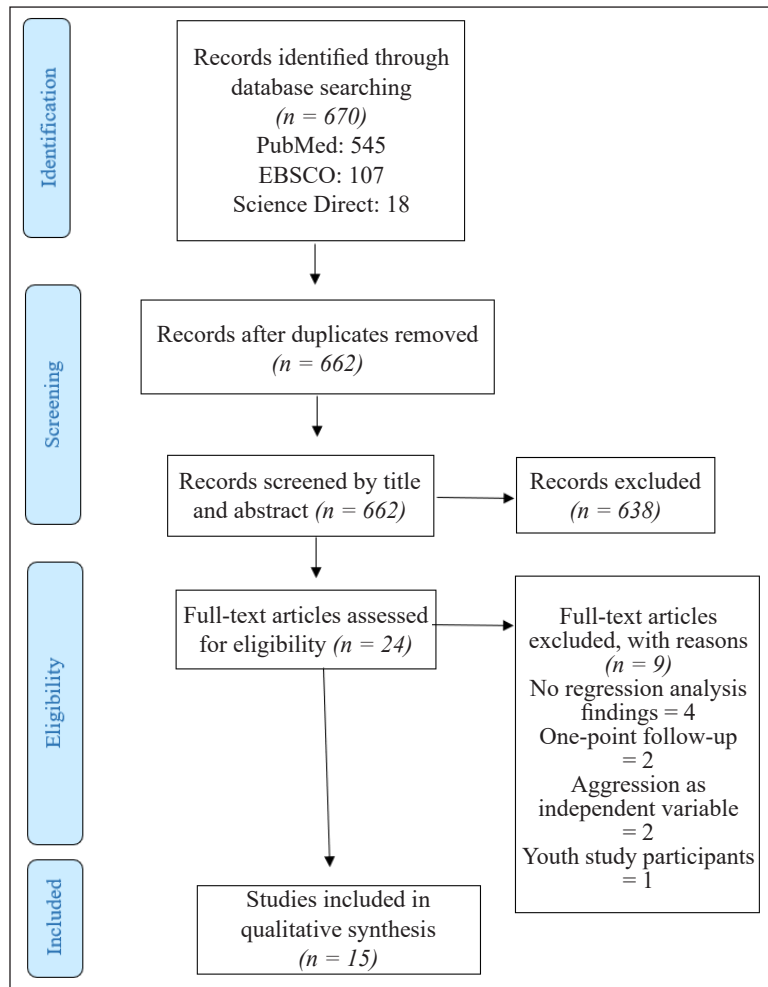 Identification
Records identified through
database searching
(n = 670)
PubMed: 545
EBSCO: 107
Science Direct: 18
Screening
Records after duplicates removed
(n = 662)
Records screened by title
and abstract (n = 662)
Records excluded
(n = 638)
Eligibility
Full-text articles assessed
for eligibility (n = 24)
Full-text articles
excluded, with reasons
(n = 9)
No regression analysis
findings = 4
One-point follow-up
= 2
Aggression as
independent variable
= 2
Youth study participants
= 1
Included
Studies included in
qualitative synthesis
(n = 15)